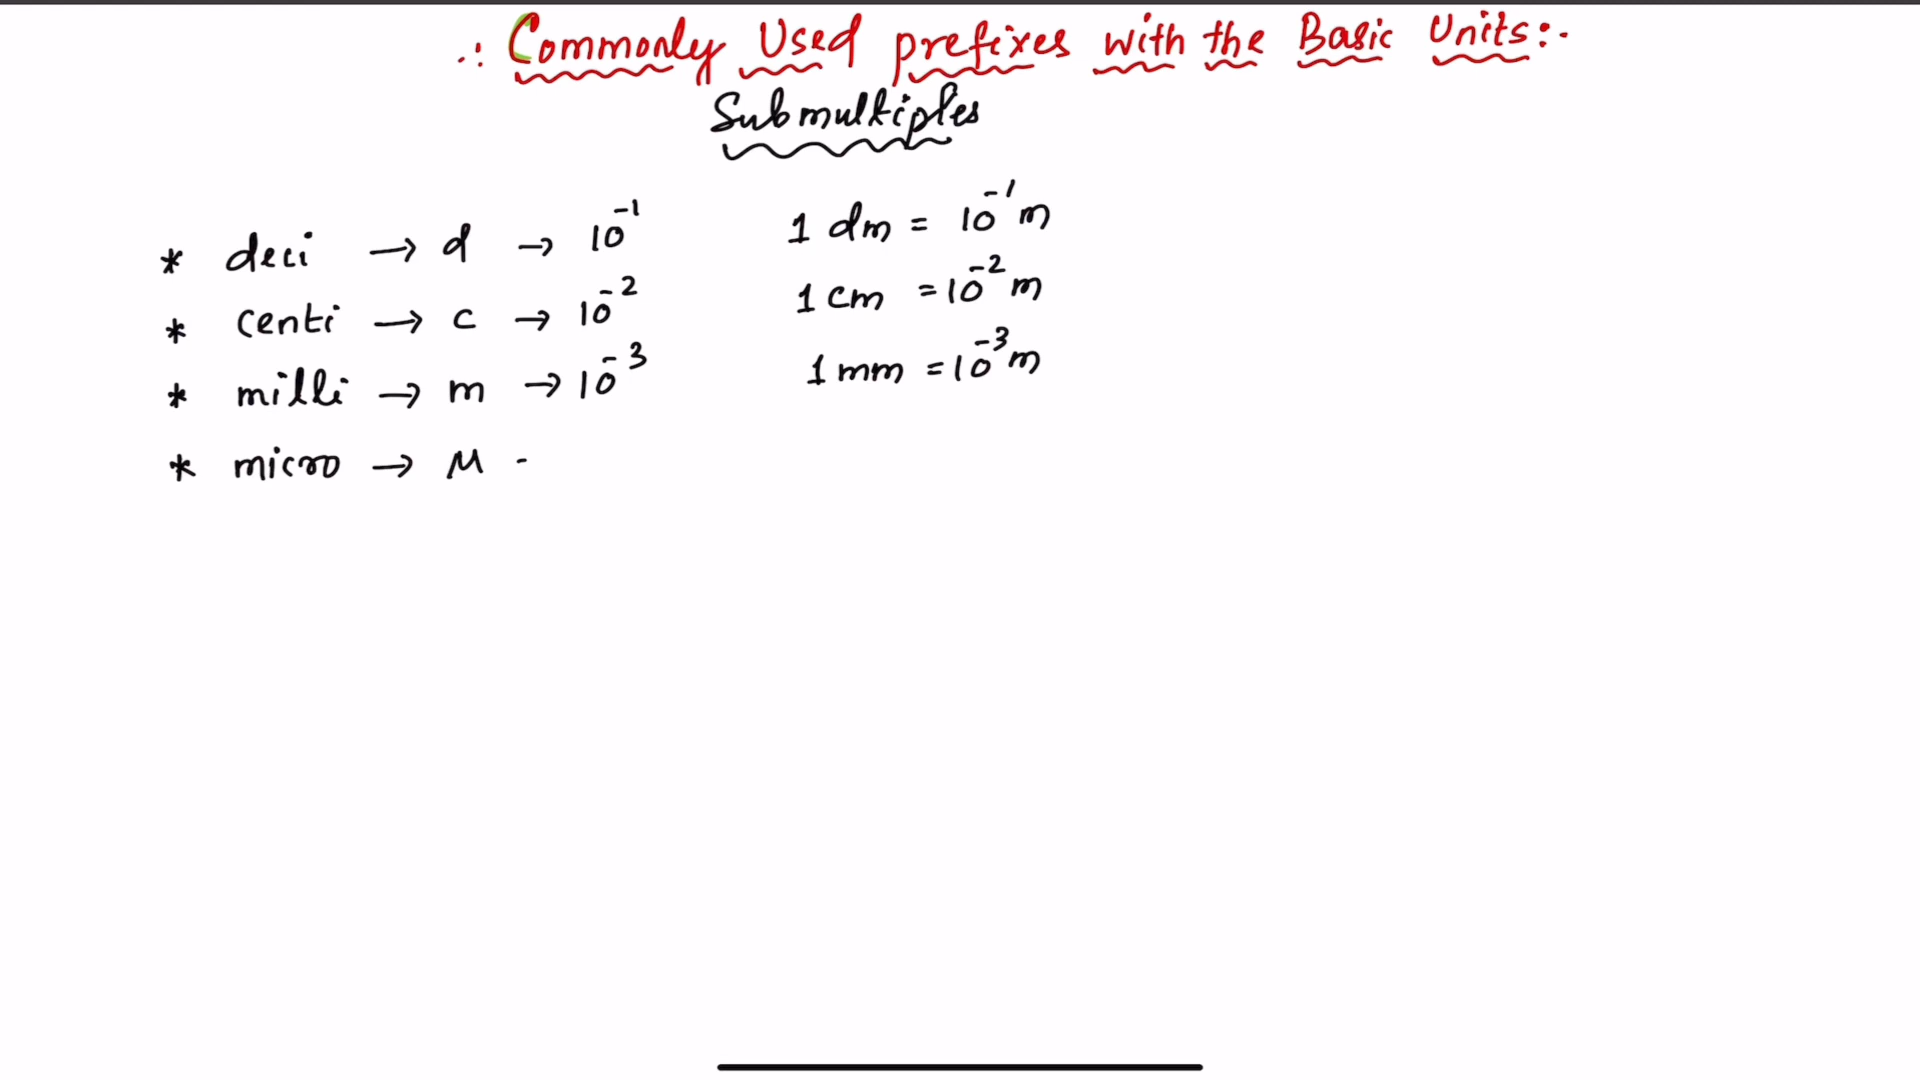 ∴ Commonly Used prefixes with the Basic Units:-
Submultiples
* deci → d → 10⁻¹ 1 dm = 10⁻¹ m
* centi → c → 10⁻² 1 cm = 10⁻² m
* milli → m → 10⁻³ 1 mm = 10⁻³ m
* micro → μ -